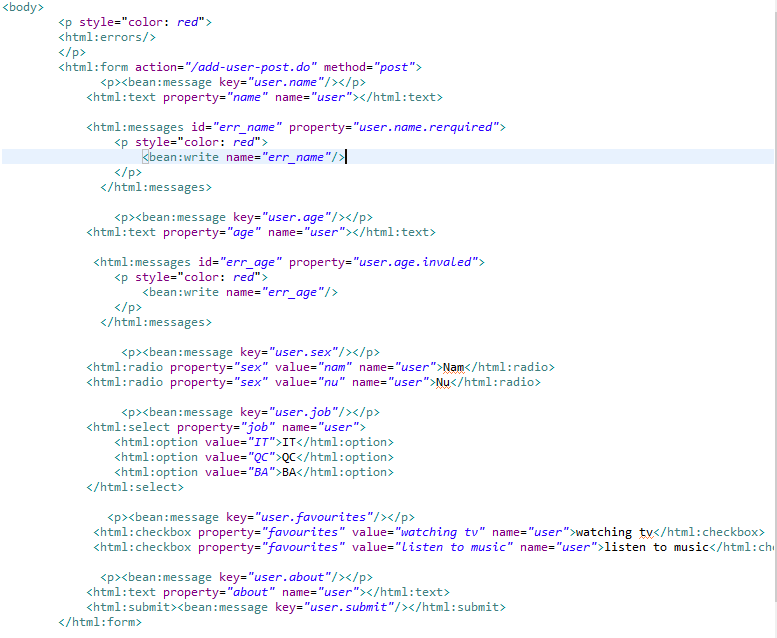 <body>
<p style="color: red">
<html:errors/>
</p>
<html:form action="/add-user-post.do" method="post">
<p><bean:message key="user.name"/></p>
<html:text property="name" name="user"></html:text>
<html:messages id="err_name" property="user.name.rerquired">
<p style="color: red">
<bean:write name="err_name"/>
</p>
</html:messages>
<p><bean:message key="user.age"/></p>
<html:text property="age" name="user"></html:text>
<html:messages id="err_age" property="user.age.invaled">
<p style="color: red">
<bean:write name="err_age"/>
</p>
</html:messages>
<p><bean:message key="user.sex"/></p>
<html:radio property="sex" value="nam" name="user">Nam</html:radio>
<html:radio property="sex" value="nu" name="user">Nu</html:radio>
<p><bean:message key="user.job"/></p>
<html:select property="job" name="user">
<html:option value="IT">IT</html:option>
<html:option value="QC">QC</html:option>
<html:option value="BA">BA</html:option>
</html:select>
<p><bean:message key="user.favourites"/></p>
<html:checkbox property="favourites" value="watching tv" name="user">watching tv</html:checkbox>
<html:checkbox property="favourites" value="listen to music" name="user">listen to music</html:che
<p><bean:message key="user.about"/></p>
<html:text property="about" name="user"></html:text>
<html:submit><bean:message key="user.submit"/></html:submit>
</html:form>